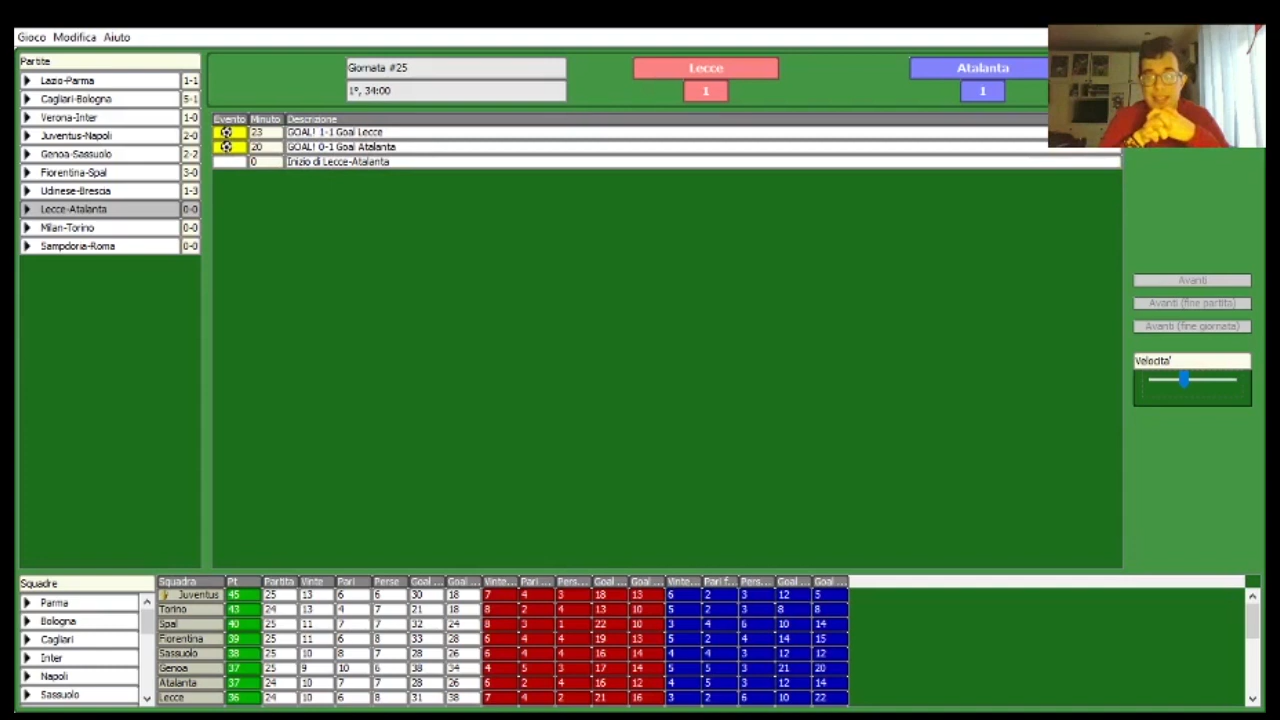 Gioco Modifica Aiuto
Partite
Lazio-Parma 1-1
Cagliari-Bologna 5-1
Verona-Inter 1-0
Juventus-Napoli 2-0
Genoa-Sassuolo 2-2
Fiorentina-Spal 3-0
Udinese-Brescia 1-3
Lecce-Atalanta 0-0
Milan-Torino 0-0
Sampdoria-Roma 0-0
Giornata #25
1°, 34:00
Lecce
1
Atalanta
1
Evento Minuto Descrizione
23 GOAL! 1-1 Goal Lecce
20 GOAL! 0-1 Goal Atalanta
0 Inizio di Lecce-Atalanta
Avanti
Avanti (fine partita)
Avanti (fine giornata)
Velocita'
Squadre
Parma
Bologna
Cagliari
Inter
Napoli
Sassuolo
Squadra Pt Partita Vinte Pari Perse Goal ... Goal ... Vinte... Pari ... Pers... Goal ... Goal ... Vinte... Pari f... Pers... Goal ... Goal ...
Juventus 45 25 13 6 6 30 18 7 4 3 18 13 6 2 3 12 5
Torino 43 24 13 4 7 21 18 8 2 4 13 10 5 2 3 8 8
Spal 40 25 11 7 7 32 24 8 3 1 22 10 3 4 6 10 14
Fiorentina 39 25 11 6 8 33 28 6 4 4 19 13 5 2 4 14 15
Sassuolo 38 25 10 8 7 28 26 6 4 4 16 14 4 4 3 12 12
Genoa 37 25 9 10 6 38 34 4 5 3 17 14 5 5 3 21 20
Atalanta 37 24 10 7 7 28 26 6 2 4 16 12 4 5 3 12 14
Lecce 36 24 10 6 8 31 38 7 4 2 21 16 3 2 6 10 22